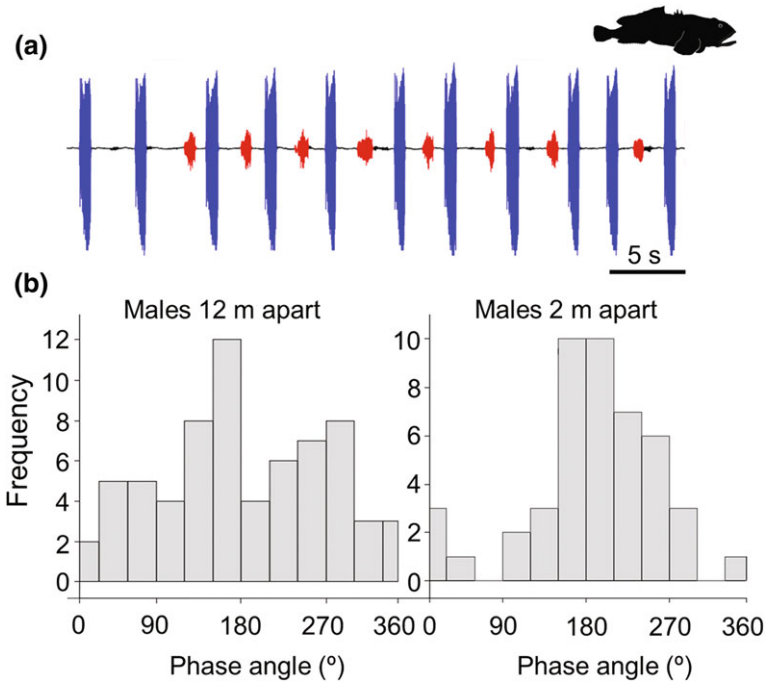 (a)
5 s
(b)
Males 12 m apart
Males 2 m apart
Frequency
12
10
8
6
4
2
0
10
8
6
4
2
0
0 90 180 270 360
0 90 180 270 360
Phase angle (º)
Phase angle (º)